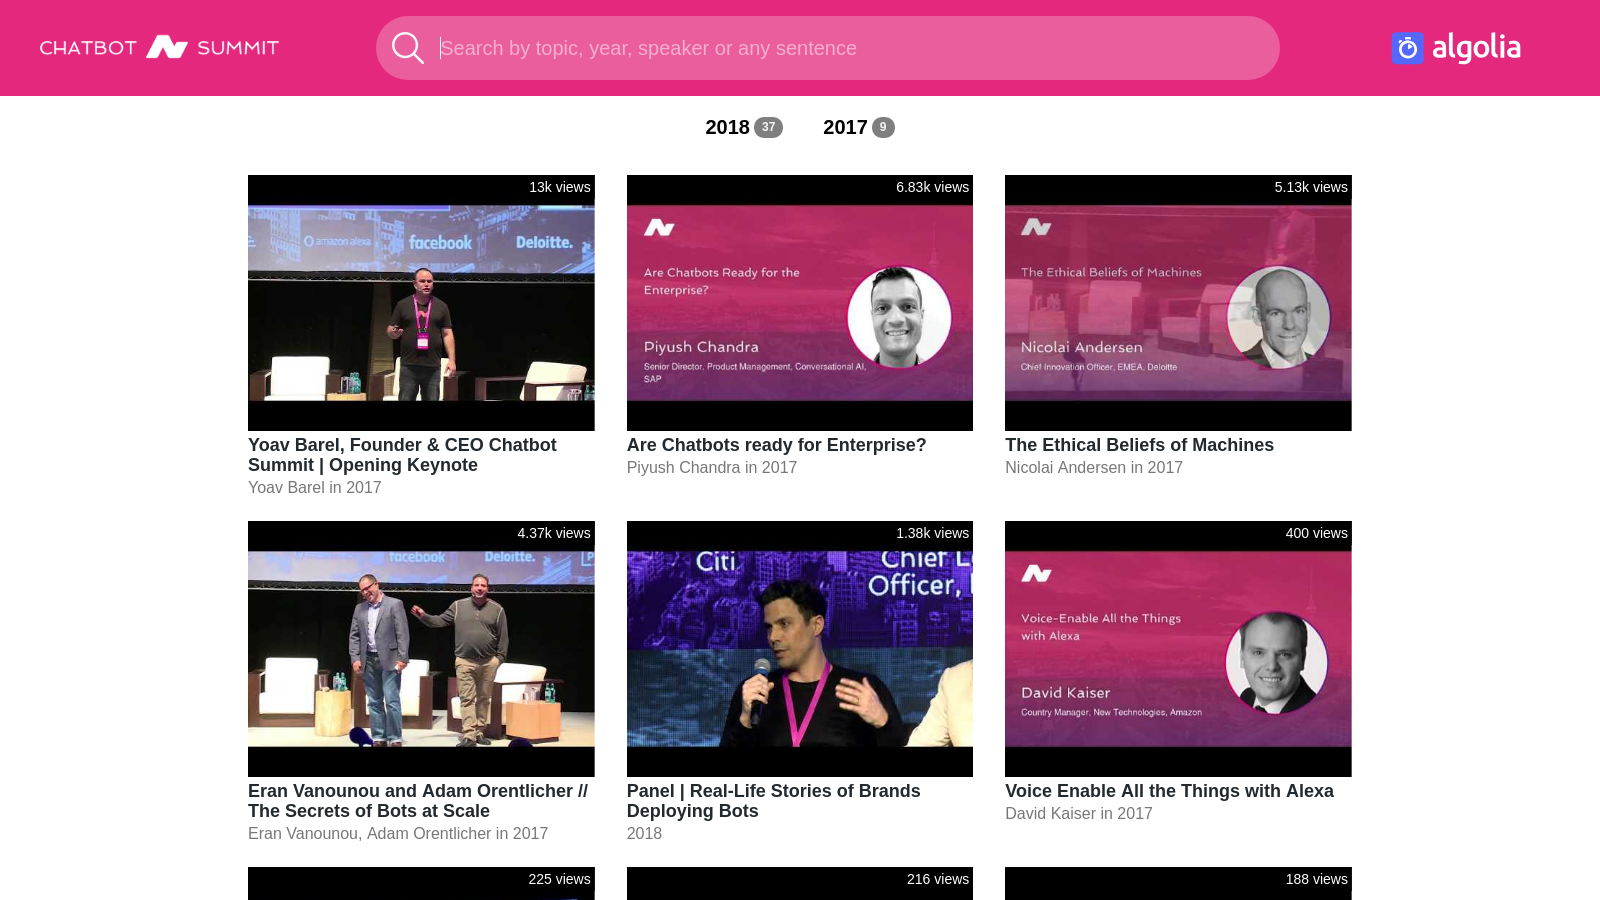 CHATBOT SUMMIT
Search by topic, year, speaker or any sentence
algolia
2018 37
2017 9
13k views
amazon alexa
facebook
Deloitte.
Yoav Barel, Founder & CEO Chatbot
Summit | Opening Keynote
Yoav Barel in 2017
6.83k views
Are Chatbots Ready for the
Enterprise?
Piyush Chandra
Senior Director, Product Management, Conversational AI,
SAP
Are Chatbots ready for Enterprise?
Piyush Chandra in 2017
5.13k views
The Ethical Beliefs of Machines
Nicolai Andersen
Chief Innovation Officer, EMEA, Deloitte
The Ethical Beliefs of Machines
Nicolai Andersen in 2017
4.37k views
facebook
Deloitte.
Eran Vanounou and Adam Orentlicher //
The Secrets of Bots at Scale
Eran Vanounou, Adam Orentlicher in 2017
1.38k views
Citi
Chief
Officer,
Panel | Real-Life Stories of Brands
Deploying Bots
2018
400 views
Voice-Enable All the Things
with Alexa
David Kaiser
Country Manager, New Technologies, Amazon
Voice Enable All the Things with Alexa
David Kaiser in 2017
225 views
216 views
188 views